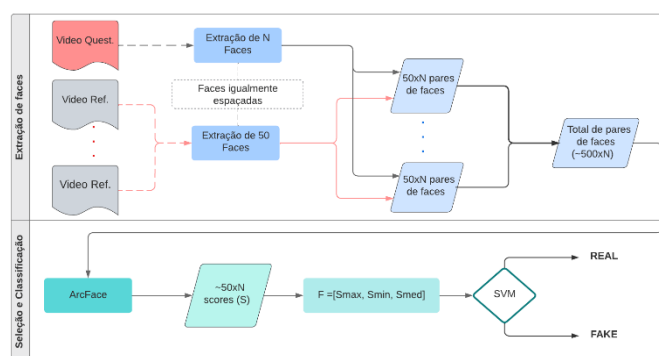 Extração de faces
Video Quest.
Extração de N
Faces
Faces igualmente
espaçadas
Video Ref.
Extração de 50
Faces
Video Ref.
50xN pares
de faces
50xN pares
de faces
Total de pares
de faces
(~500xN)
Seleção e Classificação
ArcFace
~50xN
scores (S)
F =[Smax, Smin, Smed]
SVM
REAL
FAKE